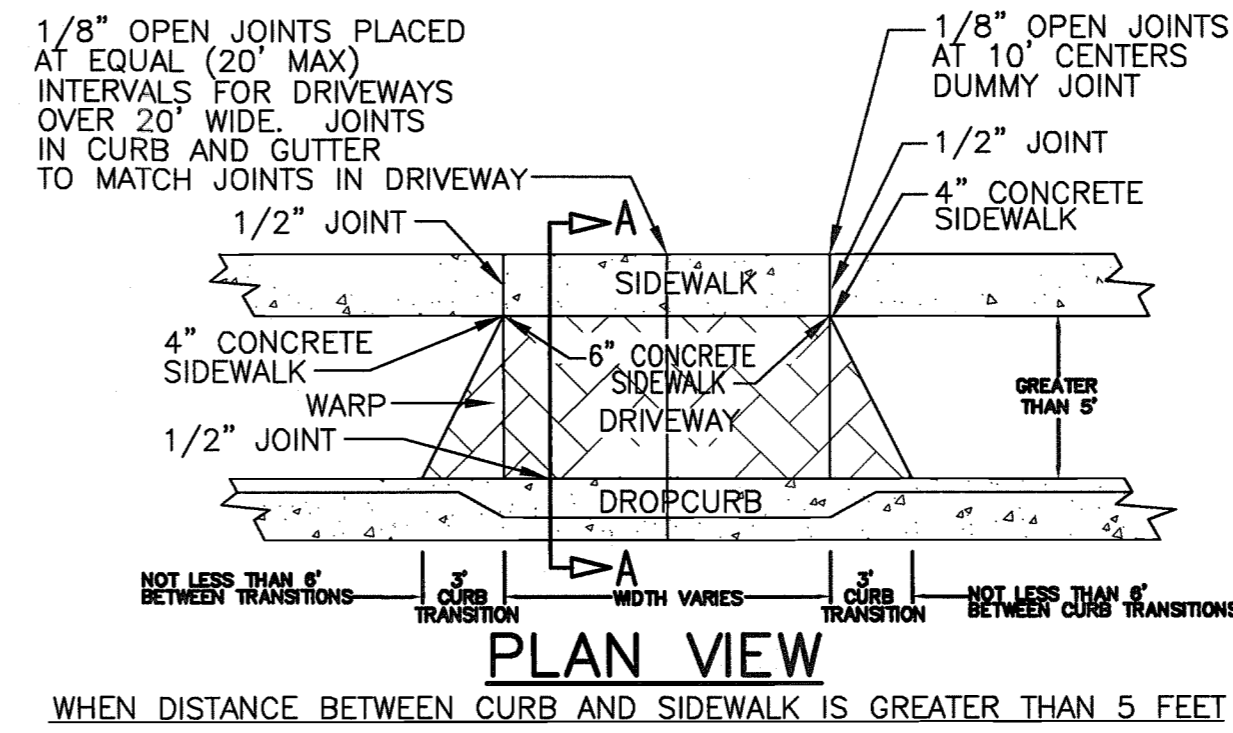 1/8" OPEN JOINTS PLACED
AT EQUAL (20' MAX)
INTERVALS FOR DRIVEWAYS
OVER 20' WIDE. JOINTS
IN CURB AND GUTTER
TO MATCH JOINTS IN DRIVEWAY
1/8" OPEN JOINTS
AT 10' CENTERS
DUMMY JOINT
1/2" JOINT
4" CONCRETE
SIDEWALK
1/2" JOINT
A
SIDEWALK
4" CONCRETE
SIDEWALK
6" CONCRETE
SIDEWALK
WARP
DRIVEWAY
GREATER
THAN 5'
1/2" JOINT
DROPCURB
A
NOT LESS THAN 6'
BETWEEN TRANSITIONS
3'
CURB
TRANSITION
WIDTH VARIES
3'
CURB
TRANSITION
NOT LESS THAN 6'
BETWEEN CURB TRANSITIONS
PLAN VIEW
WHEN DISTANCE BETWEEN CURB AND SIDEWALK IS GREATER THAN 5 FEET